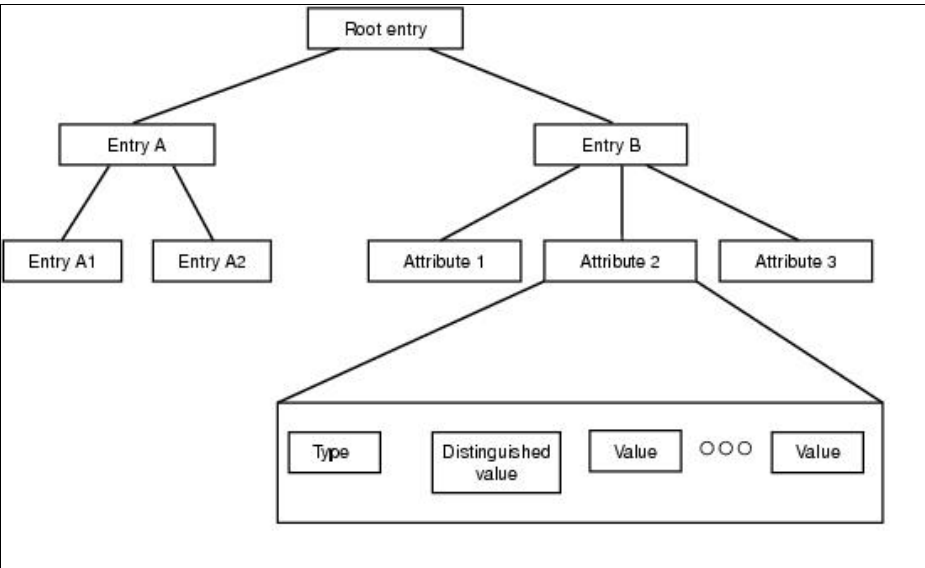 Root entry
Entry A
Entry B
Entry A1
Entry A2
Attribute 1
Attribute 2
Attribute 3
Type
Distinguished
value
Value
Value